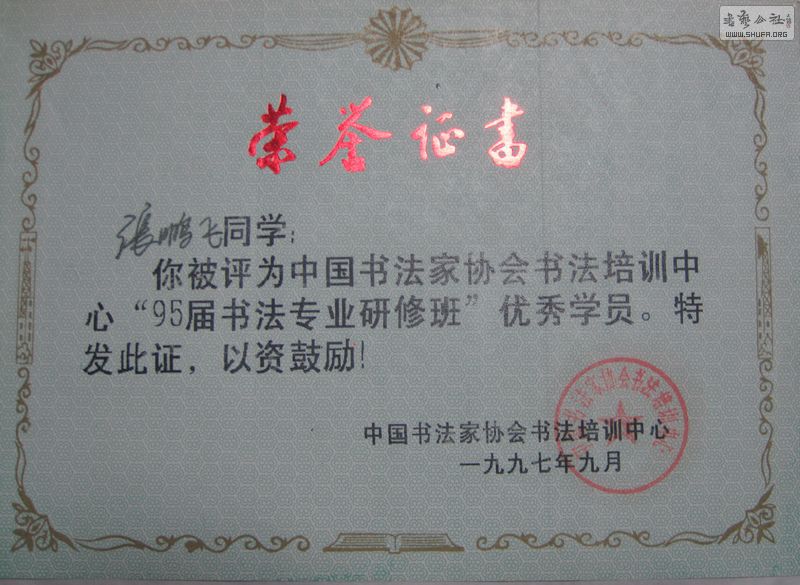 书艺公社
WWW.SHUFA.ORG
荣誉证书
張鹏飞同学：
你被评为中国书法家协会书法培训中
心“95届书法专业研修班”优秀学员。特
发此证，以资鼓励！
中国书法家协会书法培训中心
一九九七年九月